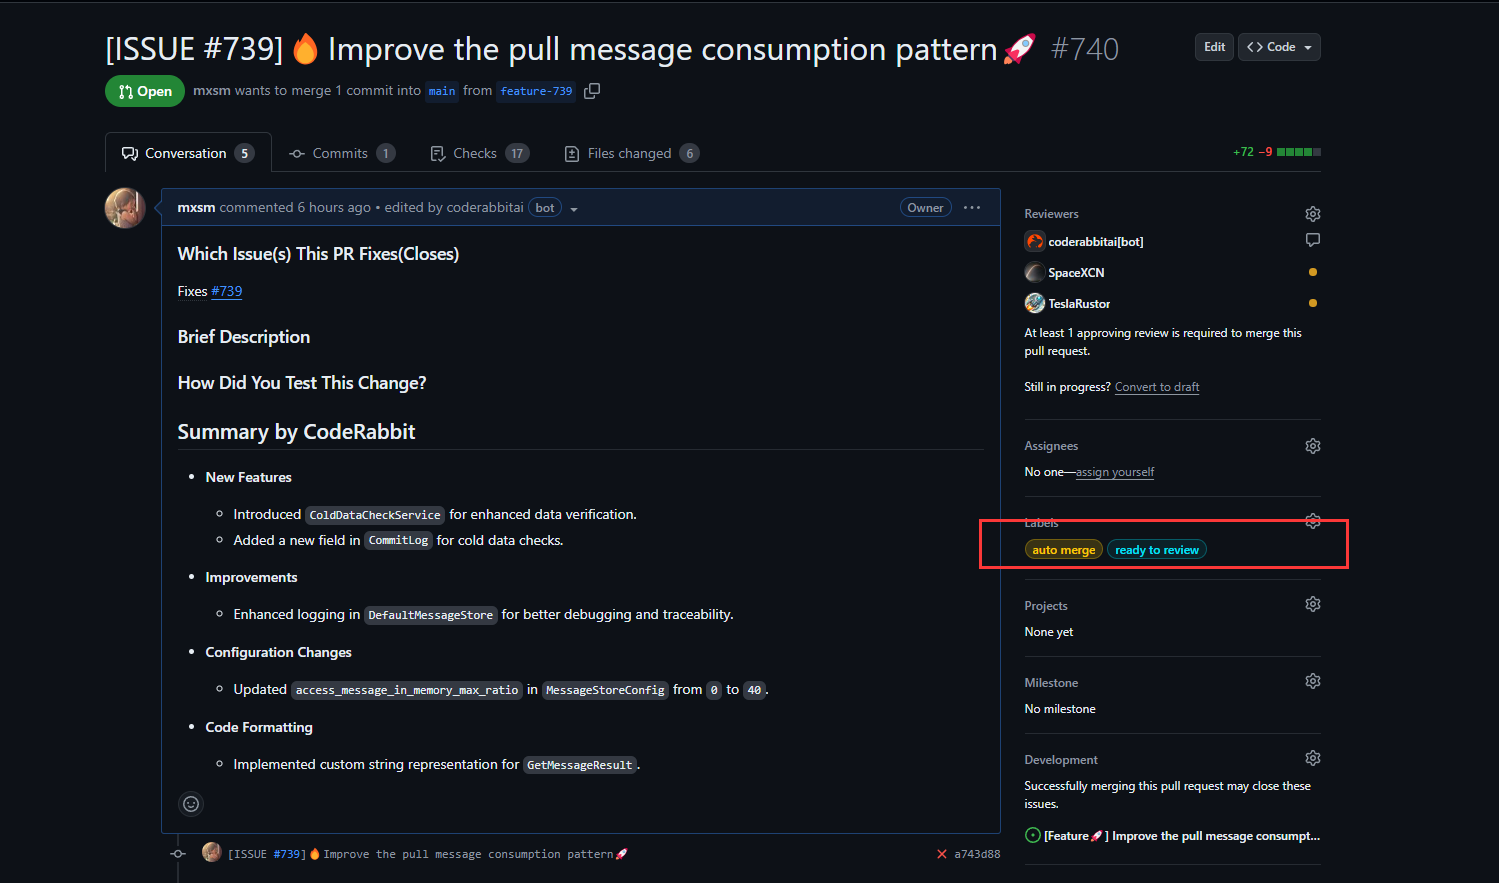 [ISSUE #739]🔥Improve the pull message consumption pattern🚀 #740
Edit
Code
Open
mxsm wants to merge 1 commit into main from feature-739
Conversation 5
Commits 1
Checks 17
Files changed 6
+72 −9
mxsm commented 6 hours ago • edited by coderabbitai bot
Owner
Which Issue(s) This PR Fixes(Closes)
Fixes #739
Brief Description
How Did You Test This Change?
Summary by CodeRabbit
• New Features
Introduced ColdDataCheckService for enhanced data verification.
Added a new field in CommitLog for cold data checks.
• Improvements
Enhanced logging in DefaultMessageStore for better debugging and traceability.
• Configuration Changes
Updated access_message_in_memory_max_ratio in MessageStoreConfig from 0 to 40.
• Code Formatting
Implemented custom string representation for GetMessageResult.
[ISSUE #739]🔥Improve the pull message consumption pattern🚀
a743d88
Reviewers
coderabbitai[bot]
SpaceXCN
TeslaRustor
At least 1 approving review is required to merge this
pull request.
Still in progress? Convert to draft
Assignees
No one—assign yourself
Labels
auto merge
ready to review
Projects
None yet
Milestone
No milestone
Development
Successfully merging this pull request may close these
issues.
[Feature🚀] Improve the pull message consumpt...